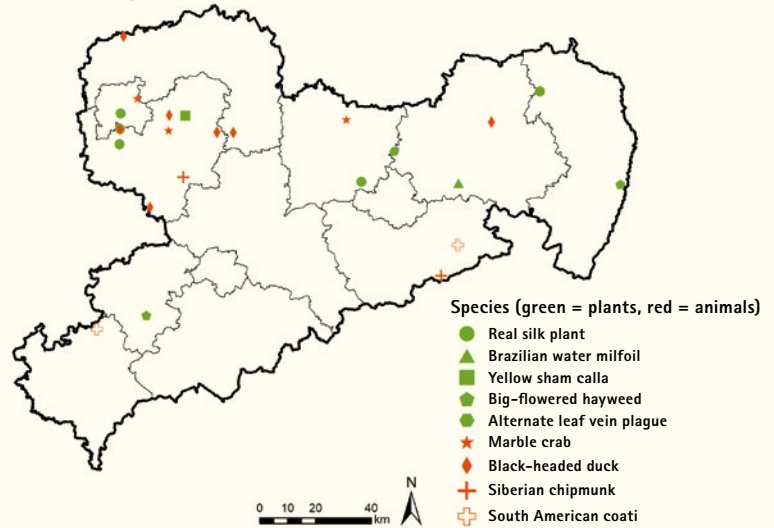 Species (green = plants, red = animals)
Real silk plant
Brazilian water milfoil
Yellow sham calla
Big-flowered hayweed
Alternate leaf vein plague
Marble crab
Black-headed duck
Siberian chipmunk
South American coati
N
0 10 20 40
km